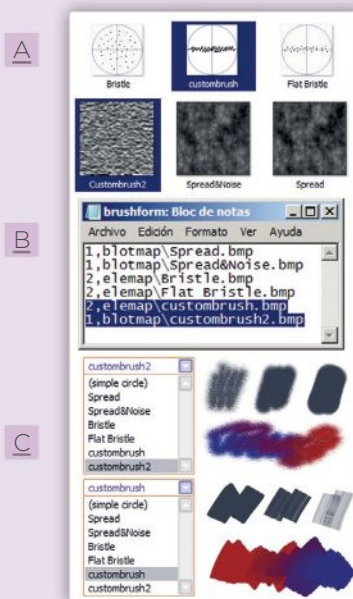 A
Bristle
custombrush
Flat Bristle
Custombrush2
Spread&Noise
Spread
B
brushform: Bloc de notas
Archivo Edición Formato Ver Ayuda
1,blotmap\Spread.bmp
1,blotmap\Spread&Noise.bmp
2,elemap\Bristle.bmp
2,elemap\Flat Bristle.bmp
2,elemap\custombrush.bmp
1,blotmap\custombrush2.bmp
C
custombrush2
(simple circle)
Spread
Spread&Noise
Bristle
Flat Bristle
custombrush
custombrush2
custombrush
(simple circle)
Spread
Spread&Noise
Bristle
Flat Bristle
custombrush
custombrush2